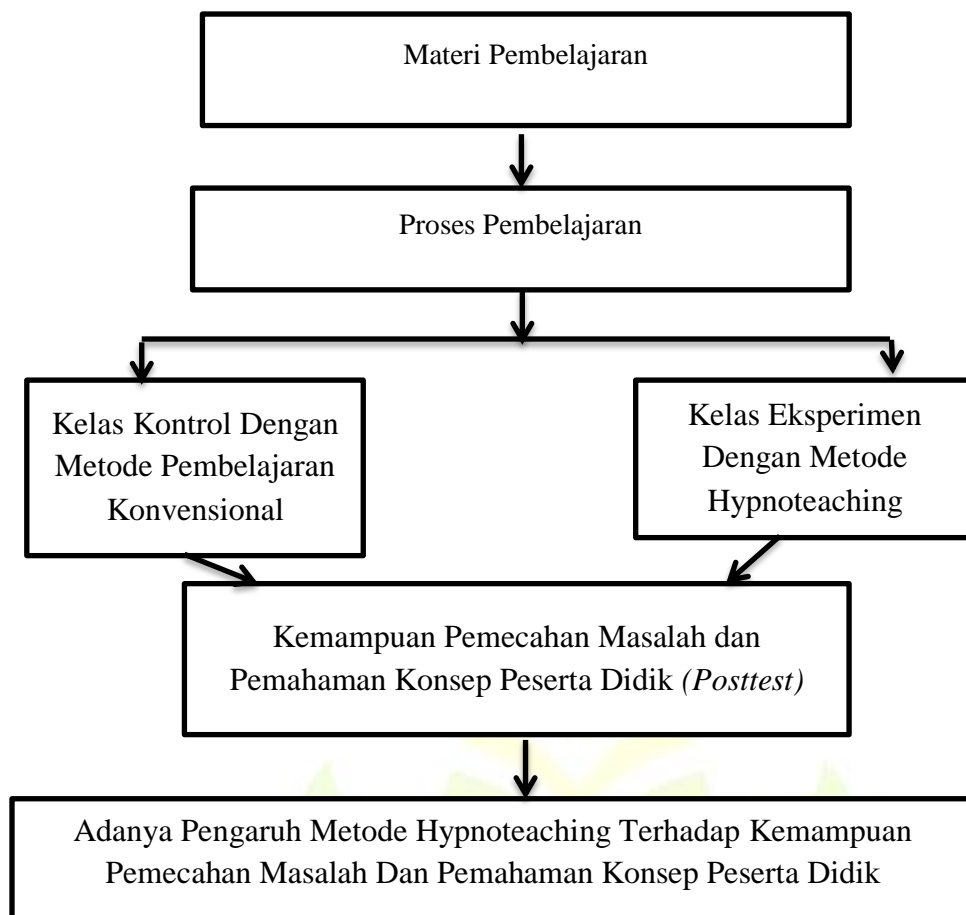 Materi Pembelajaran
Proses Pembelajaran
Kelas Kontrol Dengan
Metode Pembelajaran
Konvensional
Kelas Eksperimen
Dengan Metode
Hypnoteaching
Kemampuan Pemecahan Masalah dan
Pemahaman Konsep Peserta Didik (Posttest)
Adanya Pengaruh Metode Hypnoteaching Terhadap Kemampuan
Pemecahan Masalah Dan Pemahaman Konsep Peserta Didik